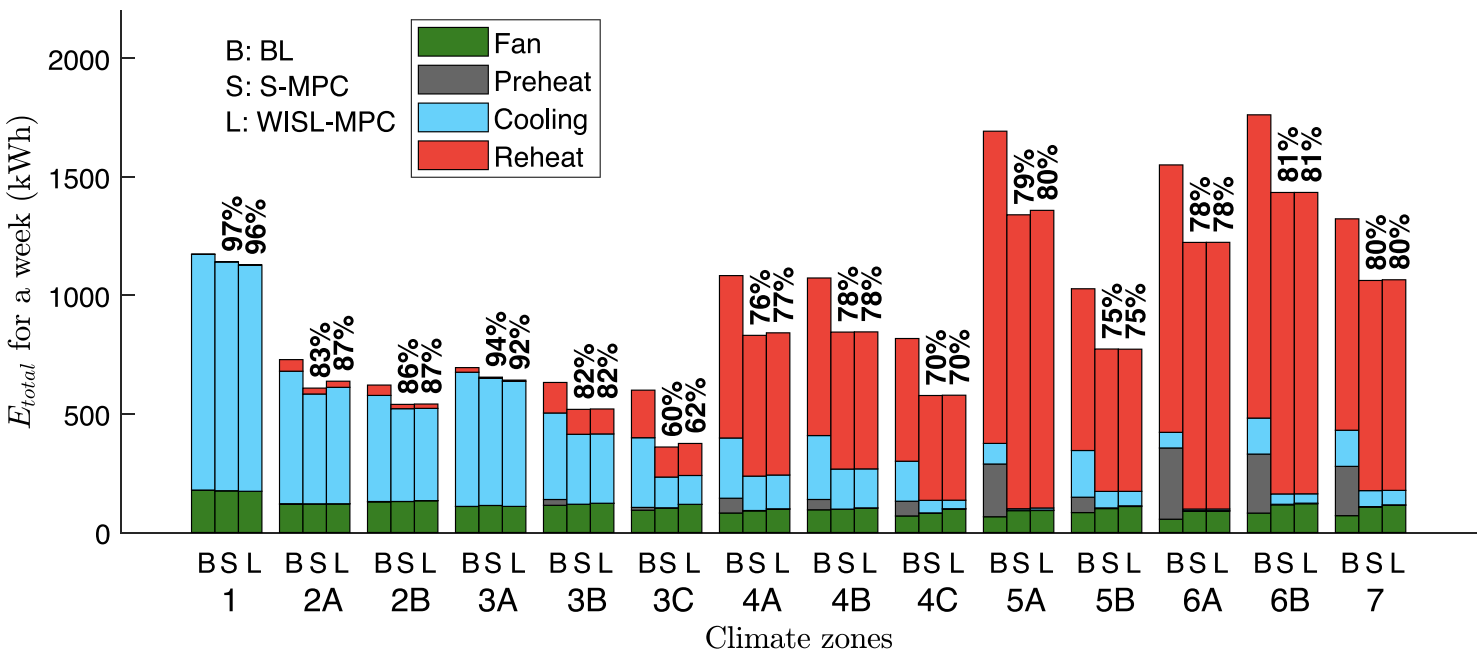 B: BL
S: S-MPC
L: WISL-MPC
Fan
Preheat
Cooling
Reheat
E_total for a week (kWh)
2000
1500
1000
500
0
97% 96%
83% 87%
86% 87%
94% 92%
82% 82%
60% 62%
76% 77%
78% 78%
70% 70%
79% 80%
75% 75%
78% 78%
81% 81%
80% 80%
B S L B S L B S L B S L B S L B S L B S L B S L B S L B S L B S L B S L B S L B S L
1 2A 2B 3A 3B 3C 4A 4B 4C 5A 5B 6A 6B 7
Climate zones